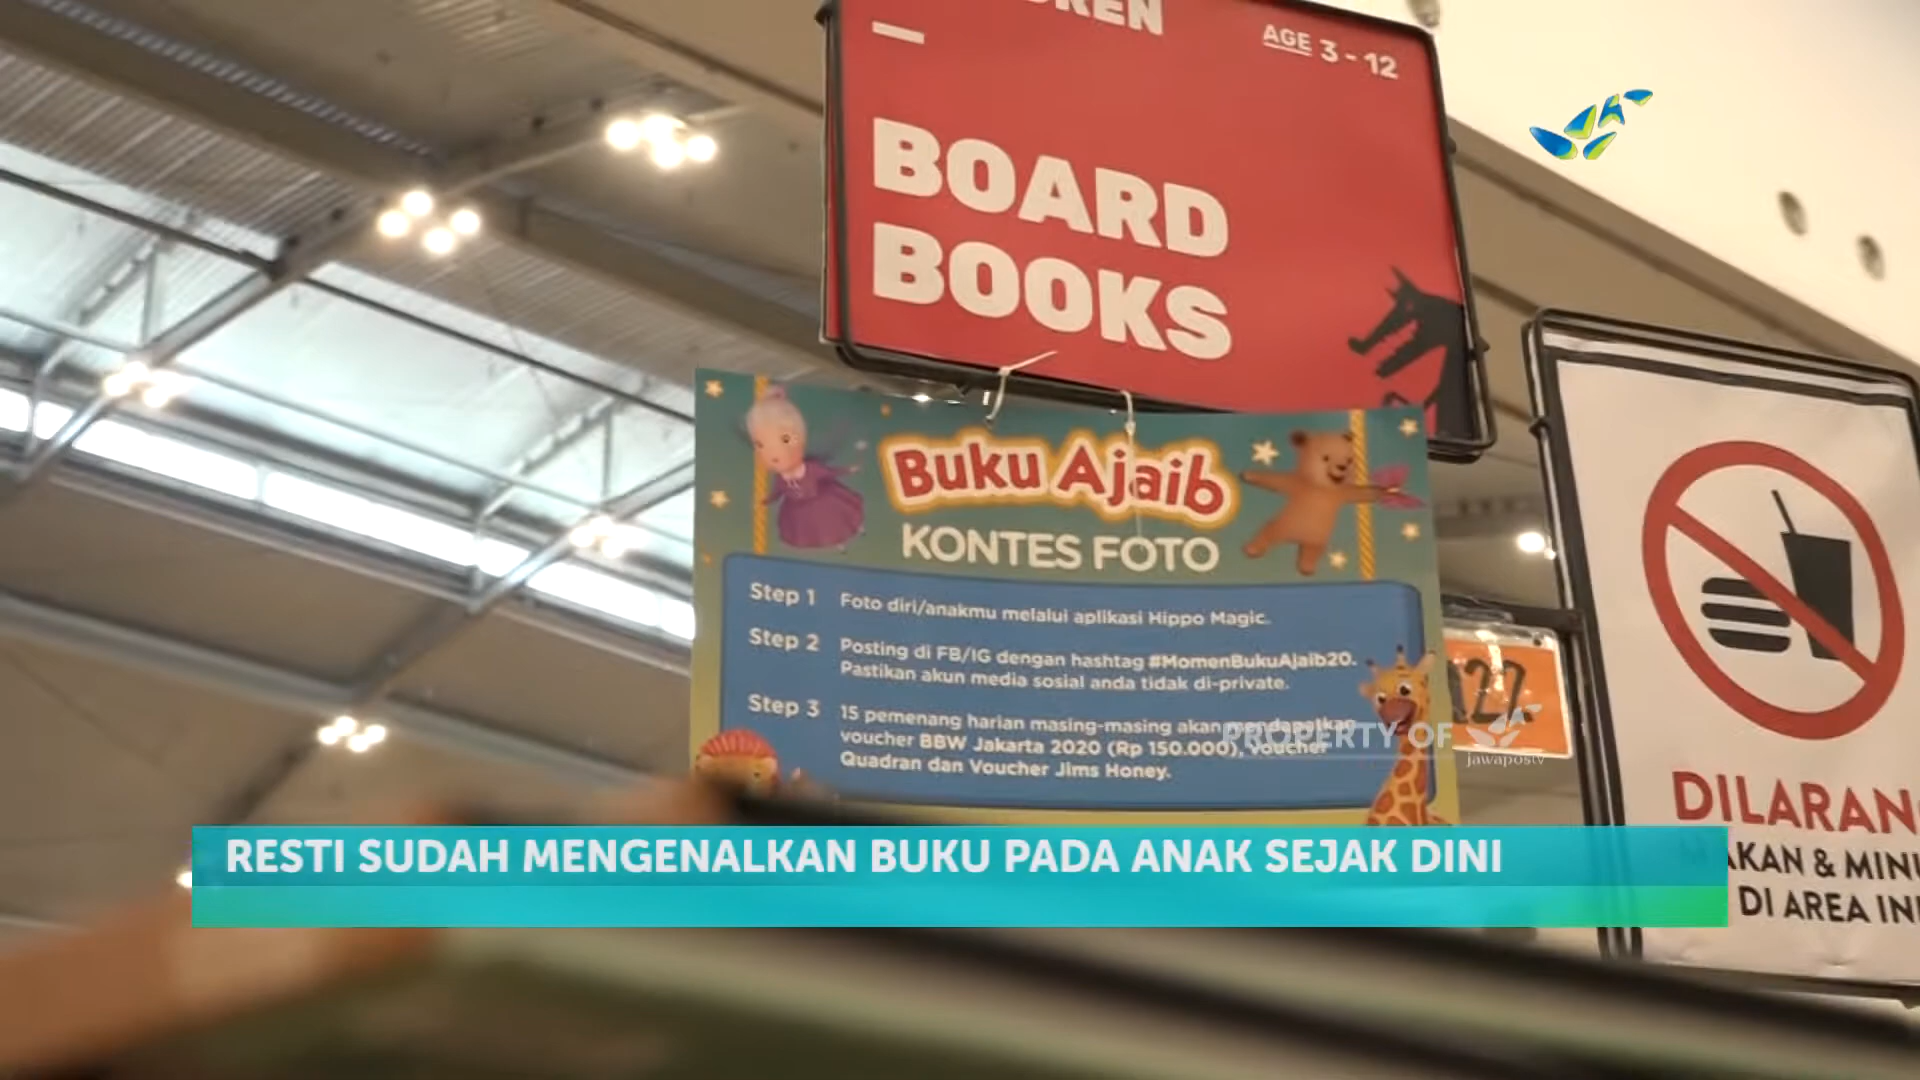 AGE 3 - 12
BOARD
BOOKS
Buku Ajaib
KONTES FOTO
Step 1 Foto diri/anakmu melalui aplikasi Hippo Magic.
Step 2 Posting di FB/IG dengan hashtag #MomenBukuAjaib20.
Pastikan akun media sosial anda tidak di-private.
Step 3 15 pemenang harian masing-masing akan mendapatkan
voucher BBW Jakarta 2020 (Rp 150.000), Voucher
Quadran dan Voucher Jims Honey.
PROPERTY OF
jawapostv
DILARAN
AKAN & MINU
DI AREA IN
RESTI SUDAH MENGENALKAN BUKU PADA ANAK SEJAK DINI